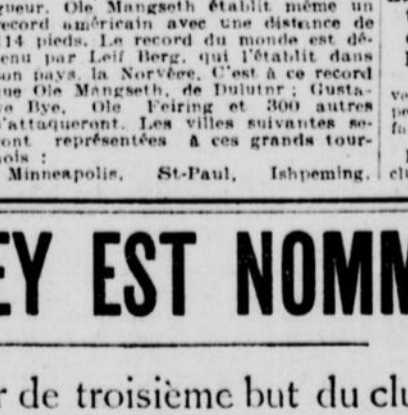 gueur. Ole Mangseth établit même un
record américain avec une distance de
114 pieds. Le record du monde est dé-
tenu par Leif Berg, qui l'établit dans
son pays, la Norvège. C'est à ce record
que Ole Mangseth, de Dulutnr ; Gusta-
ve Bye, Ole Feiring et 300 autres
s'attaqueront. Les villes suivantes se-
ront représentées à ces grands tour-
nois :
Minneapolis, St-Paul, Ishpeming,
EY EST NOMM
r de troisième but du clu